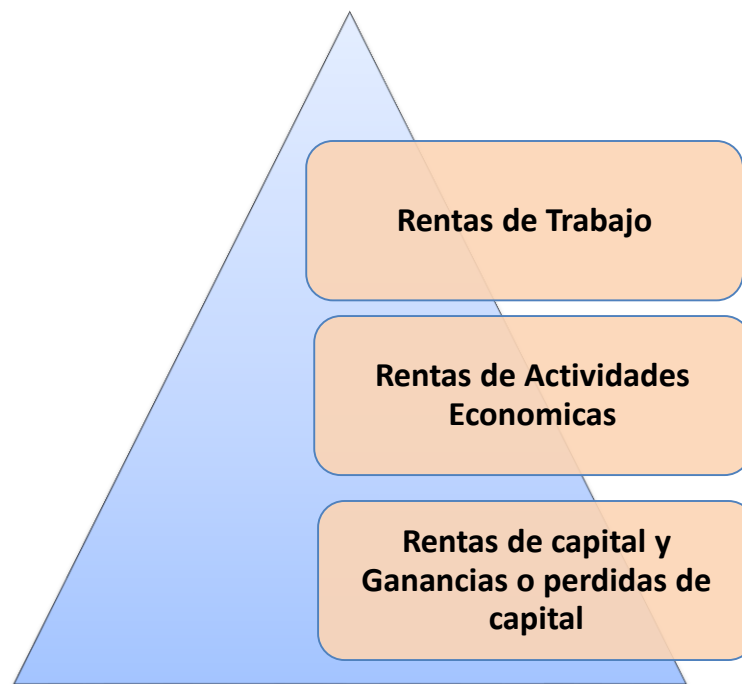 Rentas de Trabajo
Rentas de Actividades
Economicas
Rentas de capital y
Ganancias o perdidas de
capital